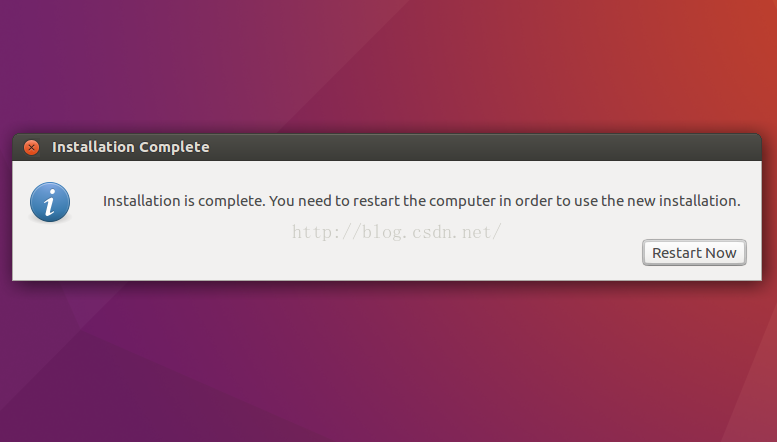 Installation Complete
Installation is complete. You need to restart the computer in order to use the new installation.
http://blog.csdn.net/
Restart Now